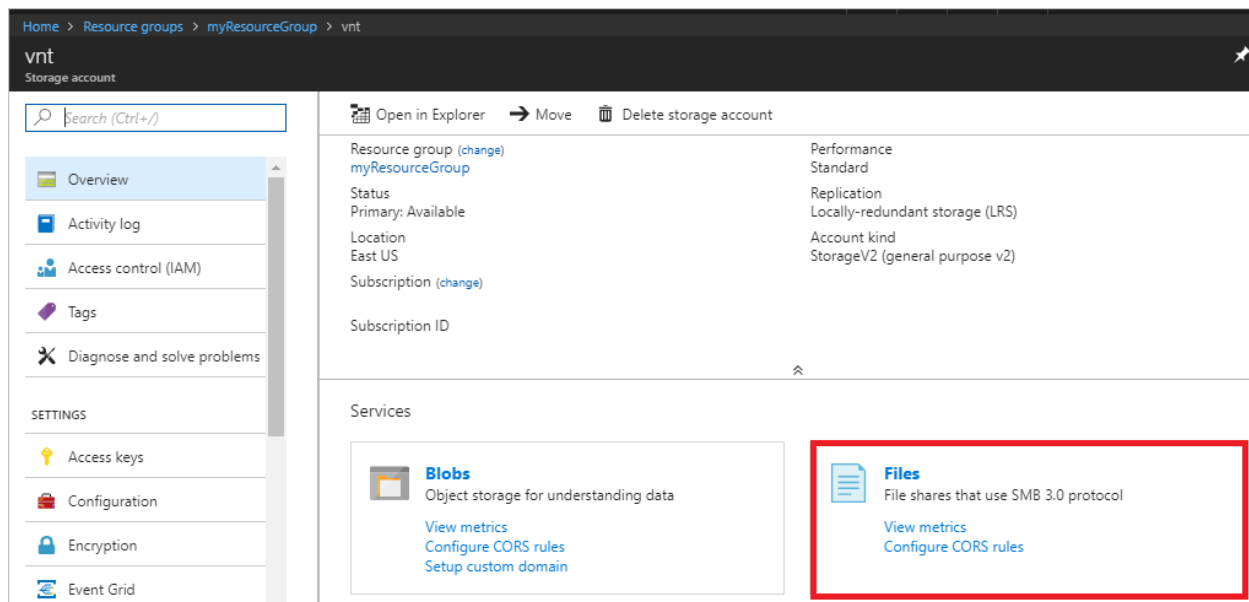 Home > Resource groups > myResourceGroup > vnt
vnt
Storage account
Search (Ctrl+/)
Overview
Activity log
Access control (IAM)
Tags
Diagnose and solve problems
SETTINGS
Access keys
Configuration
Encryption
Event Grid
Open in Explorer Move Delete storage account
Resource group (change)
myResourceGroup
Status
Primary: Available
Location
East US
Subscription (change)
Subscription ID
Performance
Standard
Replication
Locally-redundant storage (LRS)
Account kind
StorageV2 (general purpose v2)
Services
Blobs
Object storage for understanding data
View metrics
Configure CORS rules
Setup custom domain
Files
File shares that use SMB 3.0 protocol
View metrics
Configure CORS rules